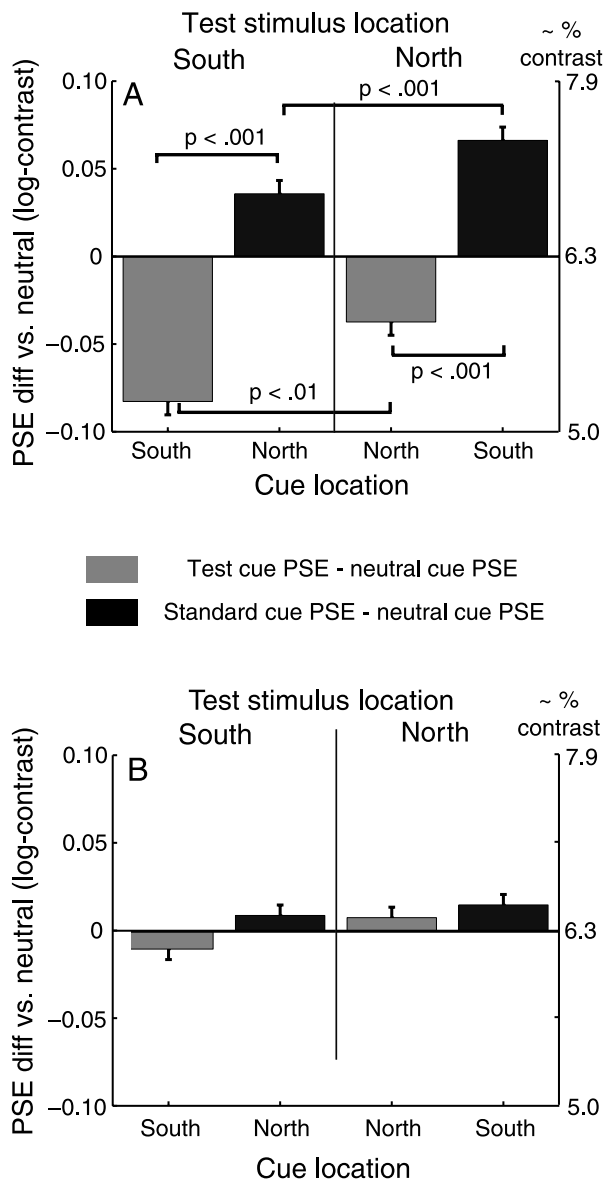 Test stimulus location
South North
~ %
contrast
PSE diff vs. neutral (log-contrast)
A
0.10
0.05
0
−0.05
−0.10
7.9
6.3
5.0
p < .001
p < .001
p < .001
p < .01
South North North South
Cue location
Test cue PSE - neutral cue PSE
Standard cue PSE - neutral cue PSE
Test stimulus location
South North
~ %
contrast
PSE diff vs. neutral (log-contrast)
B
0.10
0.05
0
−0.05
−0.10
7.9
6.3
5.0
South North North South
Cue location